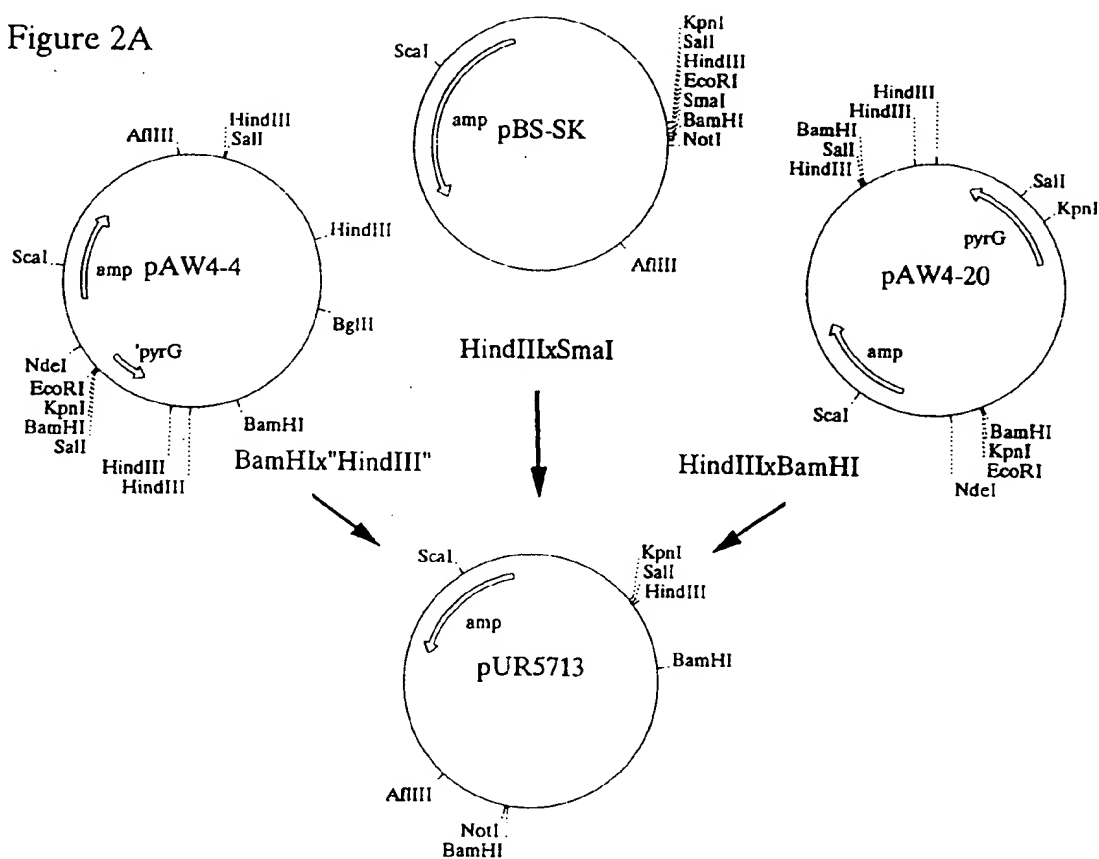 Figure 2A
ScaI
KpnI
SalI
HindIII
EcoRI
SmaI
BamHI
NotI
amp
pBS-SK
AflIII
AflIII
HindIII
SalI
HindIII
BglII
ScaI
amp
pAW4-4
'pyrG
NdeI
EcoRI
KpnI
BamHI
SalI
HindIII
HindIII
BamHI
HindIII
HindIII
BamHI
SalI
HindIII
SalI
KpnI
pyrG
pAW4-20
amp
ScaI
BamHI
KpnI
EcoRI
NdeI
BamHIx"HindIII"
HindIIIxSmaI
HindIIIxBamHI
ScaI
KpnI
SalI
HindIII
amp
BamHI
pUR5713
AflIII
NotI
BamHI